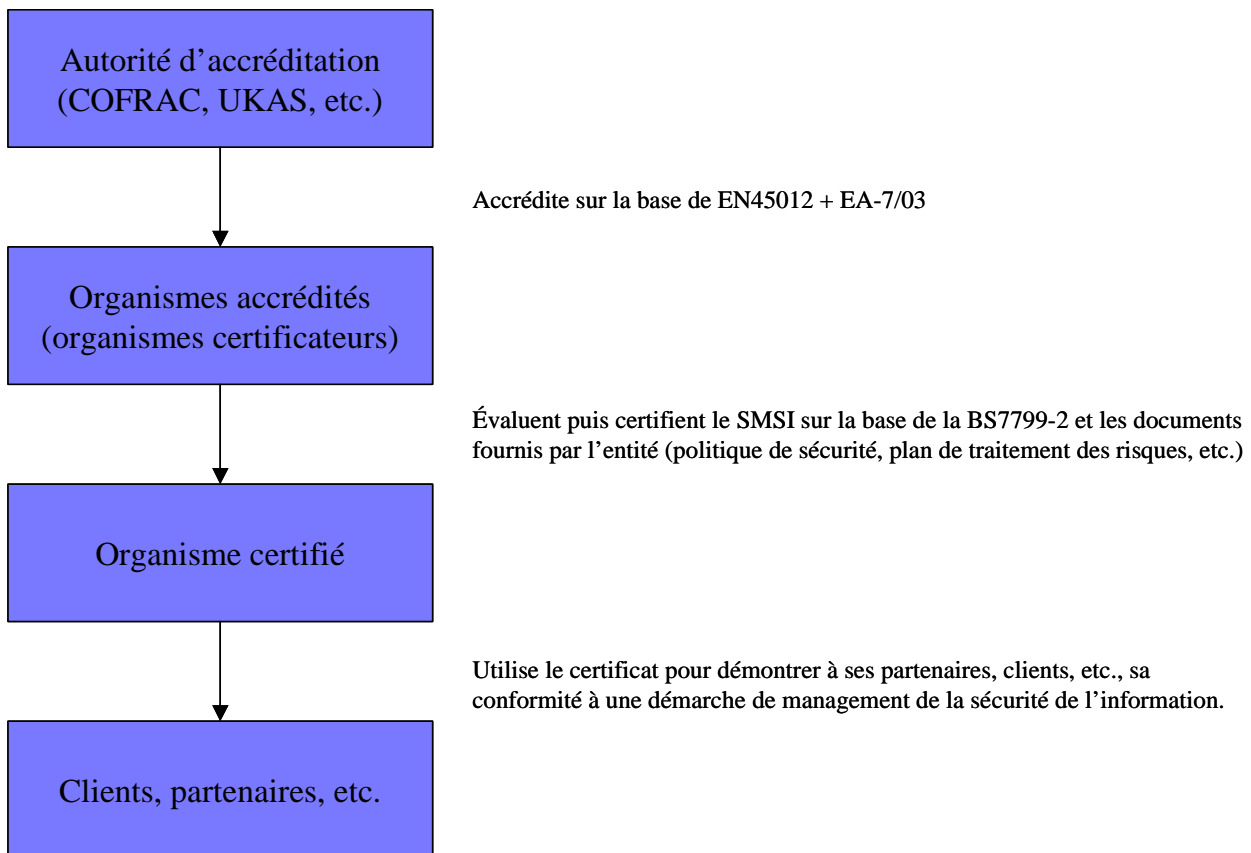 Autorité d’accréditation
(COFRAC, UKAS, etc.)
Accrédite sur la base de EN45012 + EA-7/03
Organismes accrédités
(organismes certificateurs)
Évaluent puis certifient le SMSI sur la base de la BS7799-2 et les documents
fournis par l’entité (politique de sécurité, plan de traitement des risques, etc.)
Organisme certifié
Utilise le certificat pour démontrer à ses partenaires, clients, etc., sa
conformité à une démarche de management de la sécurité de l’information.
Clients, partenaires, etc.